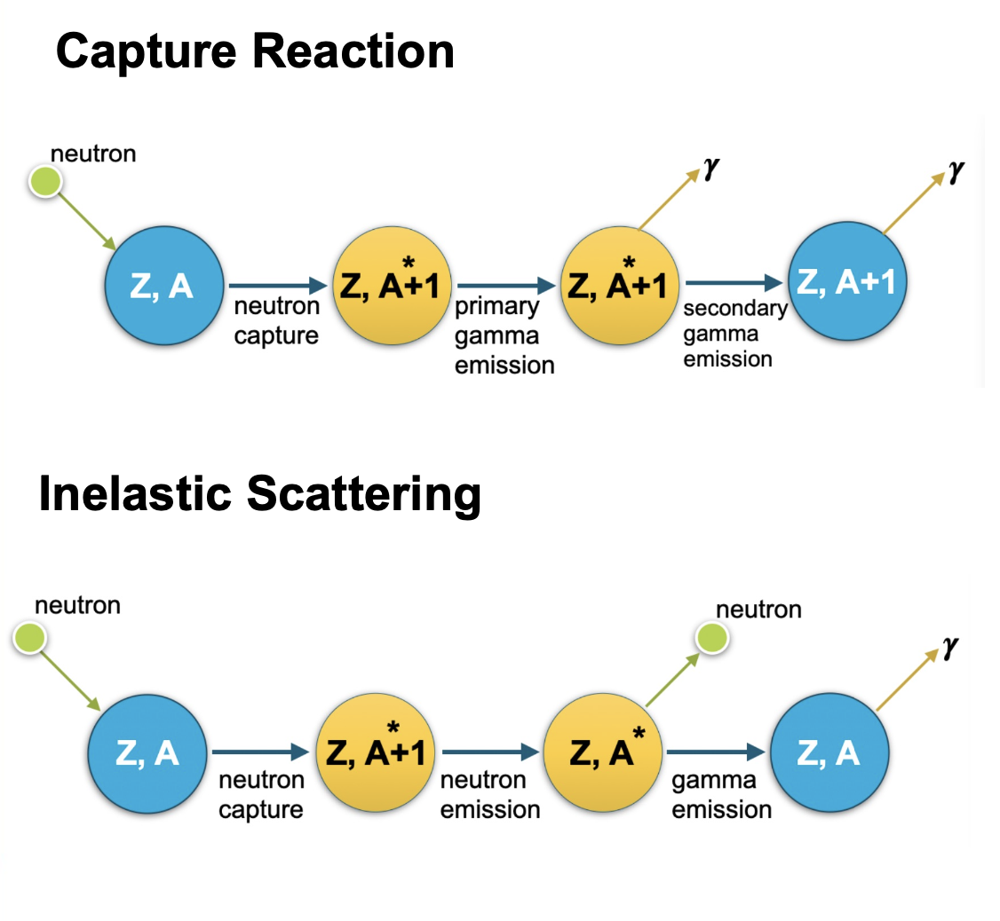 Capture Reaction
neutron
γ
γ
Z, A
Z, A+1*
Z, A+1*
Z, A+1
neutron
capture
primary
gamma
emission
secondary
gamma
emission
Inelastic Scattering
neutron
neutron
γ
Z, A
Z, A+1*
Z, A*
Z, A
neutron
capture
neutron
emission
gamma
emission